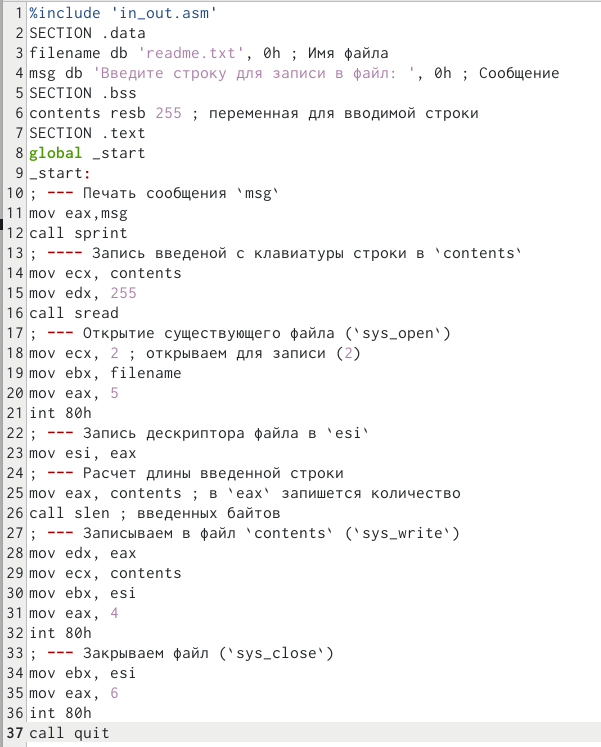 1 %include 'in_out.asm'
2 SECTION .data
3 filename db 'readme.txt', 0h ; Имя файла
4 msg db 'Введите строку для записи в файл: ', 0h ; Сообщение
5 SECTION .bss
6 contents resb 255 ; переменная для вводимой строки
7 SECTION .text
8 global _start
9 _start:
10 ; --- Печать сообщения `msg`
11 mov eax,msg
12 call sprint
13 ; ---- Запись введеной с клавиатуры строки в `contents`
14 mov ecx, contents
15 mov edx, 255
16 call sread
17 ; --- Открытие существующего файла (`sys_open`)
18 mov ecx, 2 ; открываем для записи (2)
19 mov ebx, filename
20 mov eax, 5
21 int 80h
22 ; --- Запись дескриптора файла в `esi`
23 mov esi, eax
24 ; --- Расчет длины введенной строки
25 mov eax, contents ; в `eax` запишется количество
26 call slen ; введенных байтов
27 ; --- Записываем в файл `contents` (`sys_write`)
28 mov edx, eax
29 mov ecx, contents
30 mov ebx, esi
31 mov eax, 4
32 int 80h
33 ; --- Закрываем файл (`sys_close`)
34 mov ebx, esi
35 mov eax, 6
36 int 80h
37 call quit